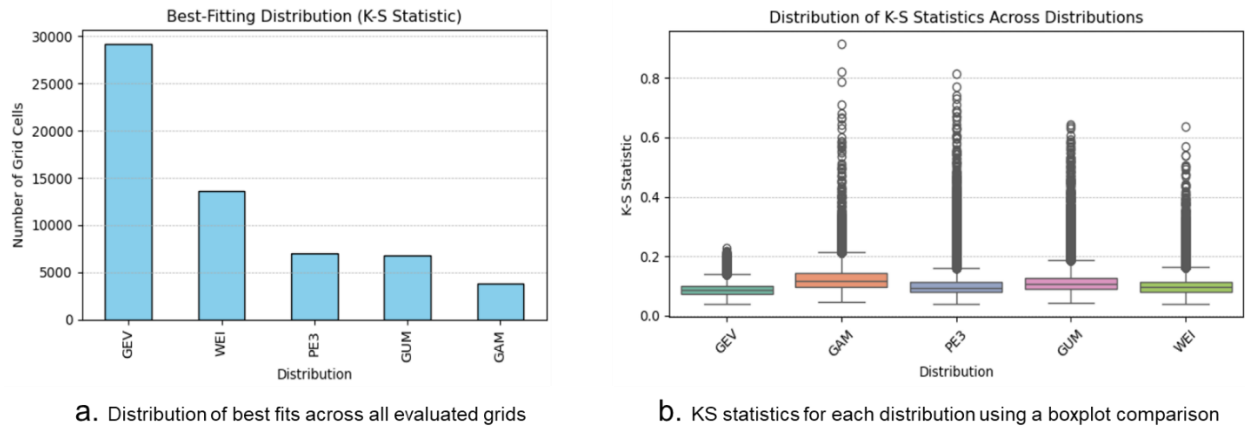 Best-Fitting Distribution (K-S Statistic)
Number of Grid Cells
30000
25000
20000
15000
10000
5000
0
GEV
WEI
PE3
GUM
GAM
Distribution
a. Distribution of best fits across all evaluated grids
Distribution of K-S Statistics Across Distributions
K-S Statistic
0.8
0.6
0.4
0.2
0.0
GEV
GAM
PE3
GUM
WEI
Distribution
b. KS statistics for each distribution using a boxplot comparison